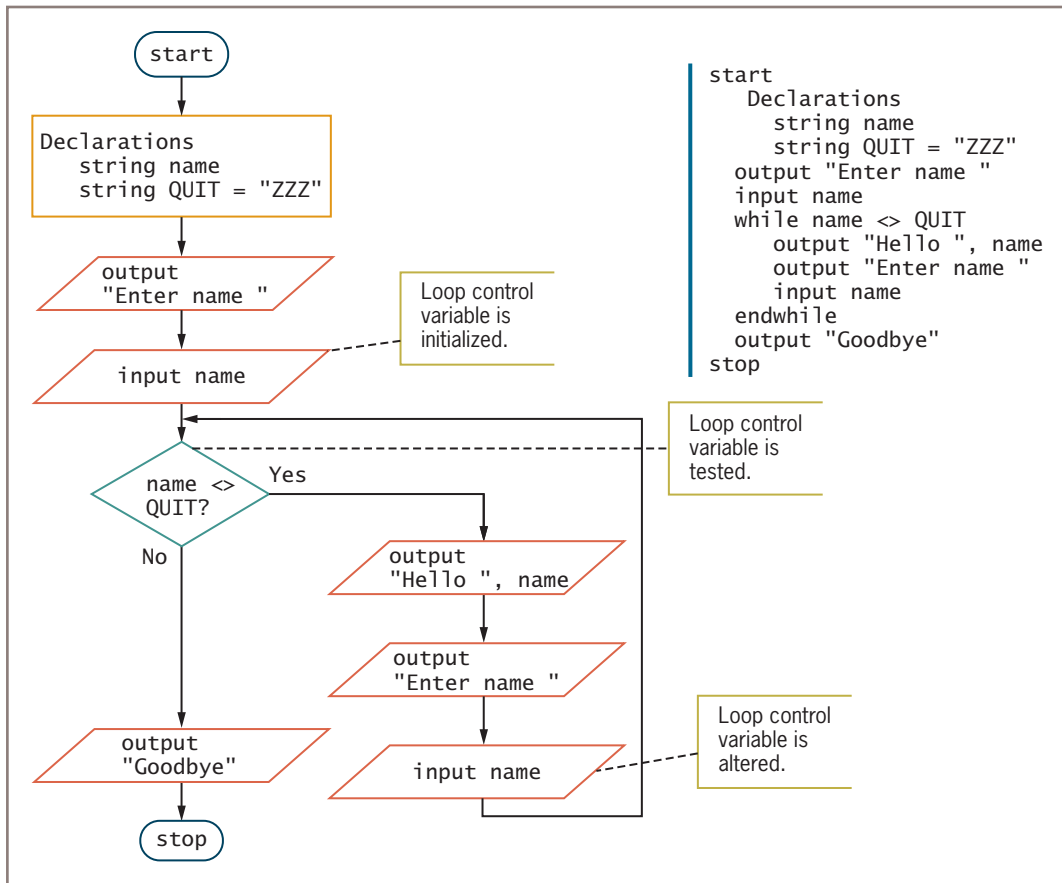 start
Declarations
string name
string QUIT = "ZZZ"
output
"Enter name "
Loop control
variable is
initialized.
input name
Loop control
variable is
tested.
name <>
QUIT?
Yes
No
output
"Hello ", name
output
"Enter name "
Loop control
variable is
altered.
input name
output
"Goodbye"
stop
start
Declarations
string name
string QUIT = "ZZZ"
output "Enter name "
input name
while name <> QUIT
output "Hello ", name
output "Enter name "
input name
endwhile
output "Goodbye"
stop